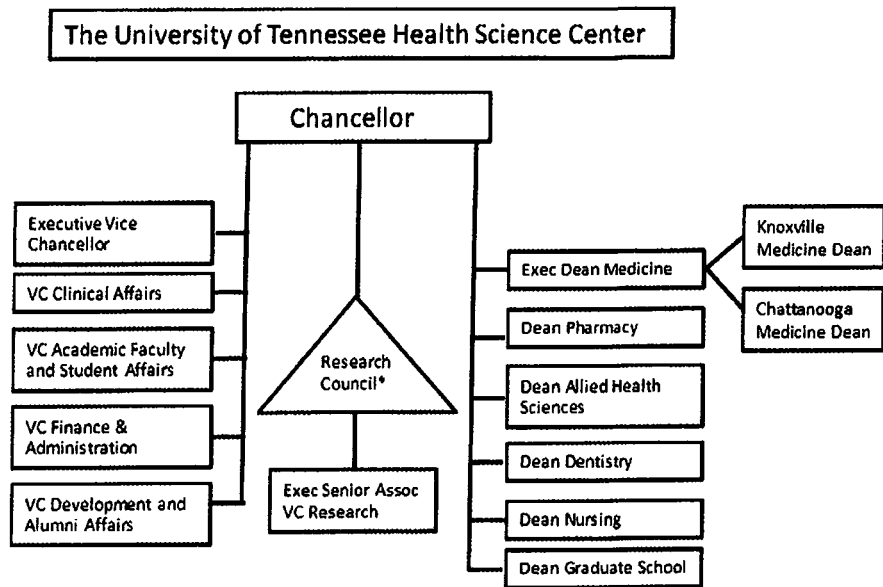 The University of Tennessee Health Science Center
Chancellor
Executive Vice
Chancellor
VC Clinical Affairs
VC Academic Faculty
and Student Affairs
VC Finance &
Administration
VC Development and
Alumni Affairs
Research
Council*
Exec Senior Assoc
VC Research
Exec Dean Medicine
Dean Pharmacy
Dean Allied Health
Sciences
Dean Dentistry
Dean Nursing
Dean Graduate School
Knoxville
Medicine Dean
Chattanooga
Medicine Dean